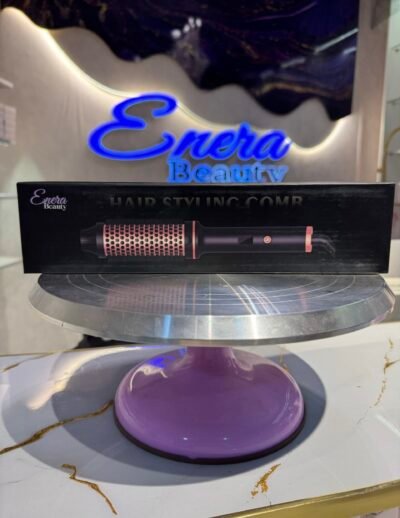 Enera
Beauty
Enera
Beauty
HAIR STYLING COMB